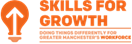 SKILLS FOR
GROWTH
DOING THINGS DIFFERENTLY FOR
GREATER MANCHESTER'S WORKFORCE